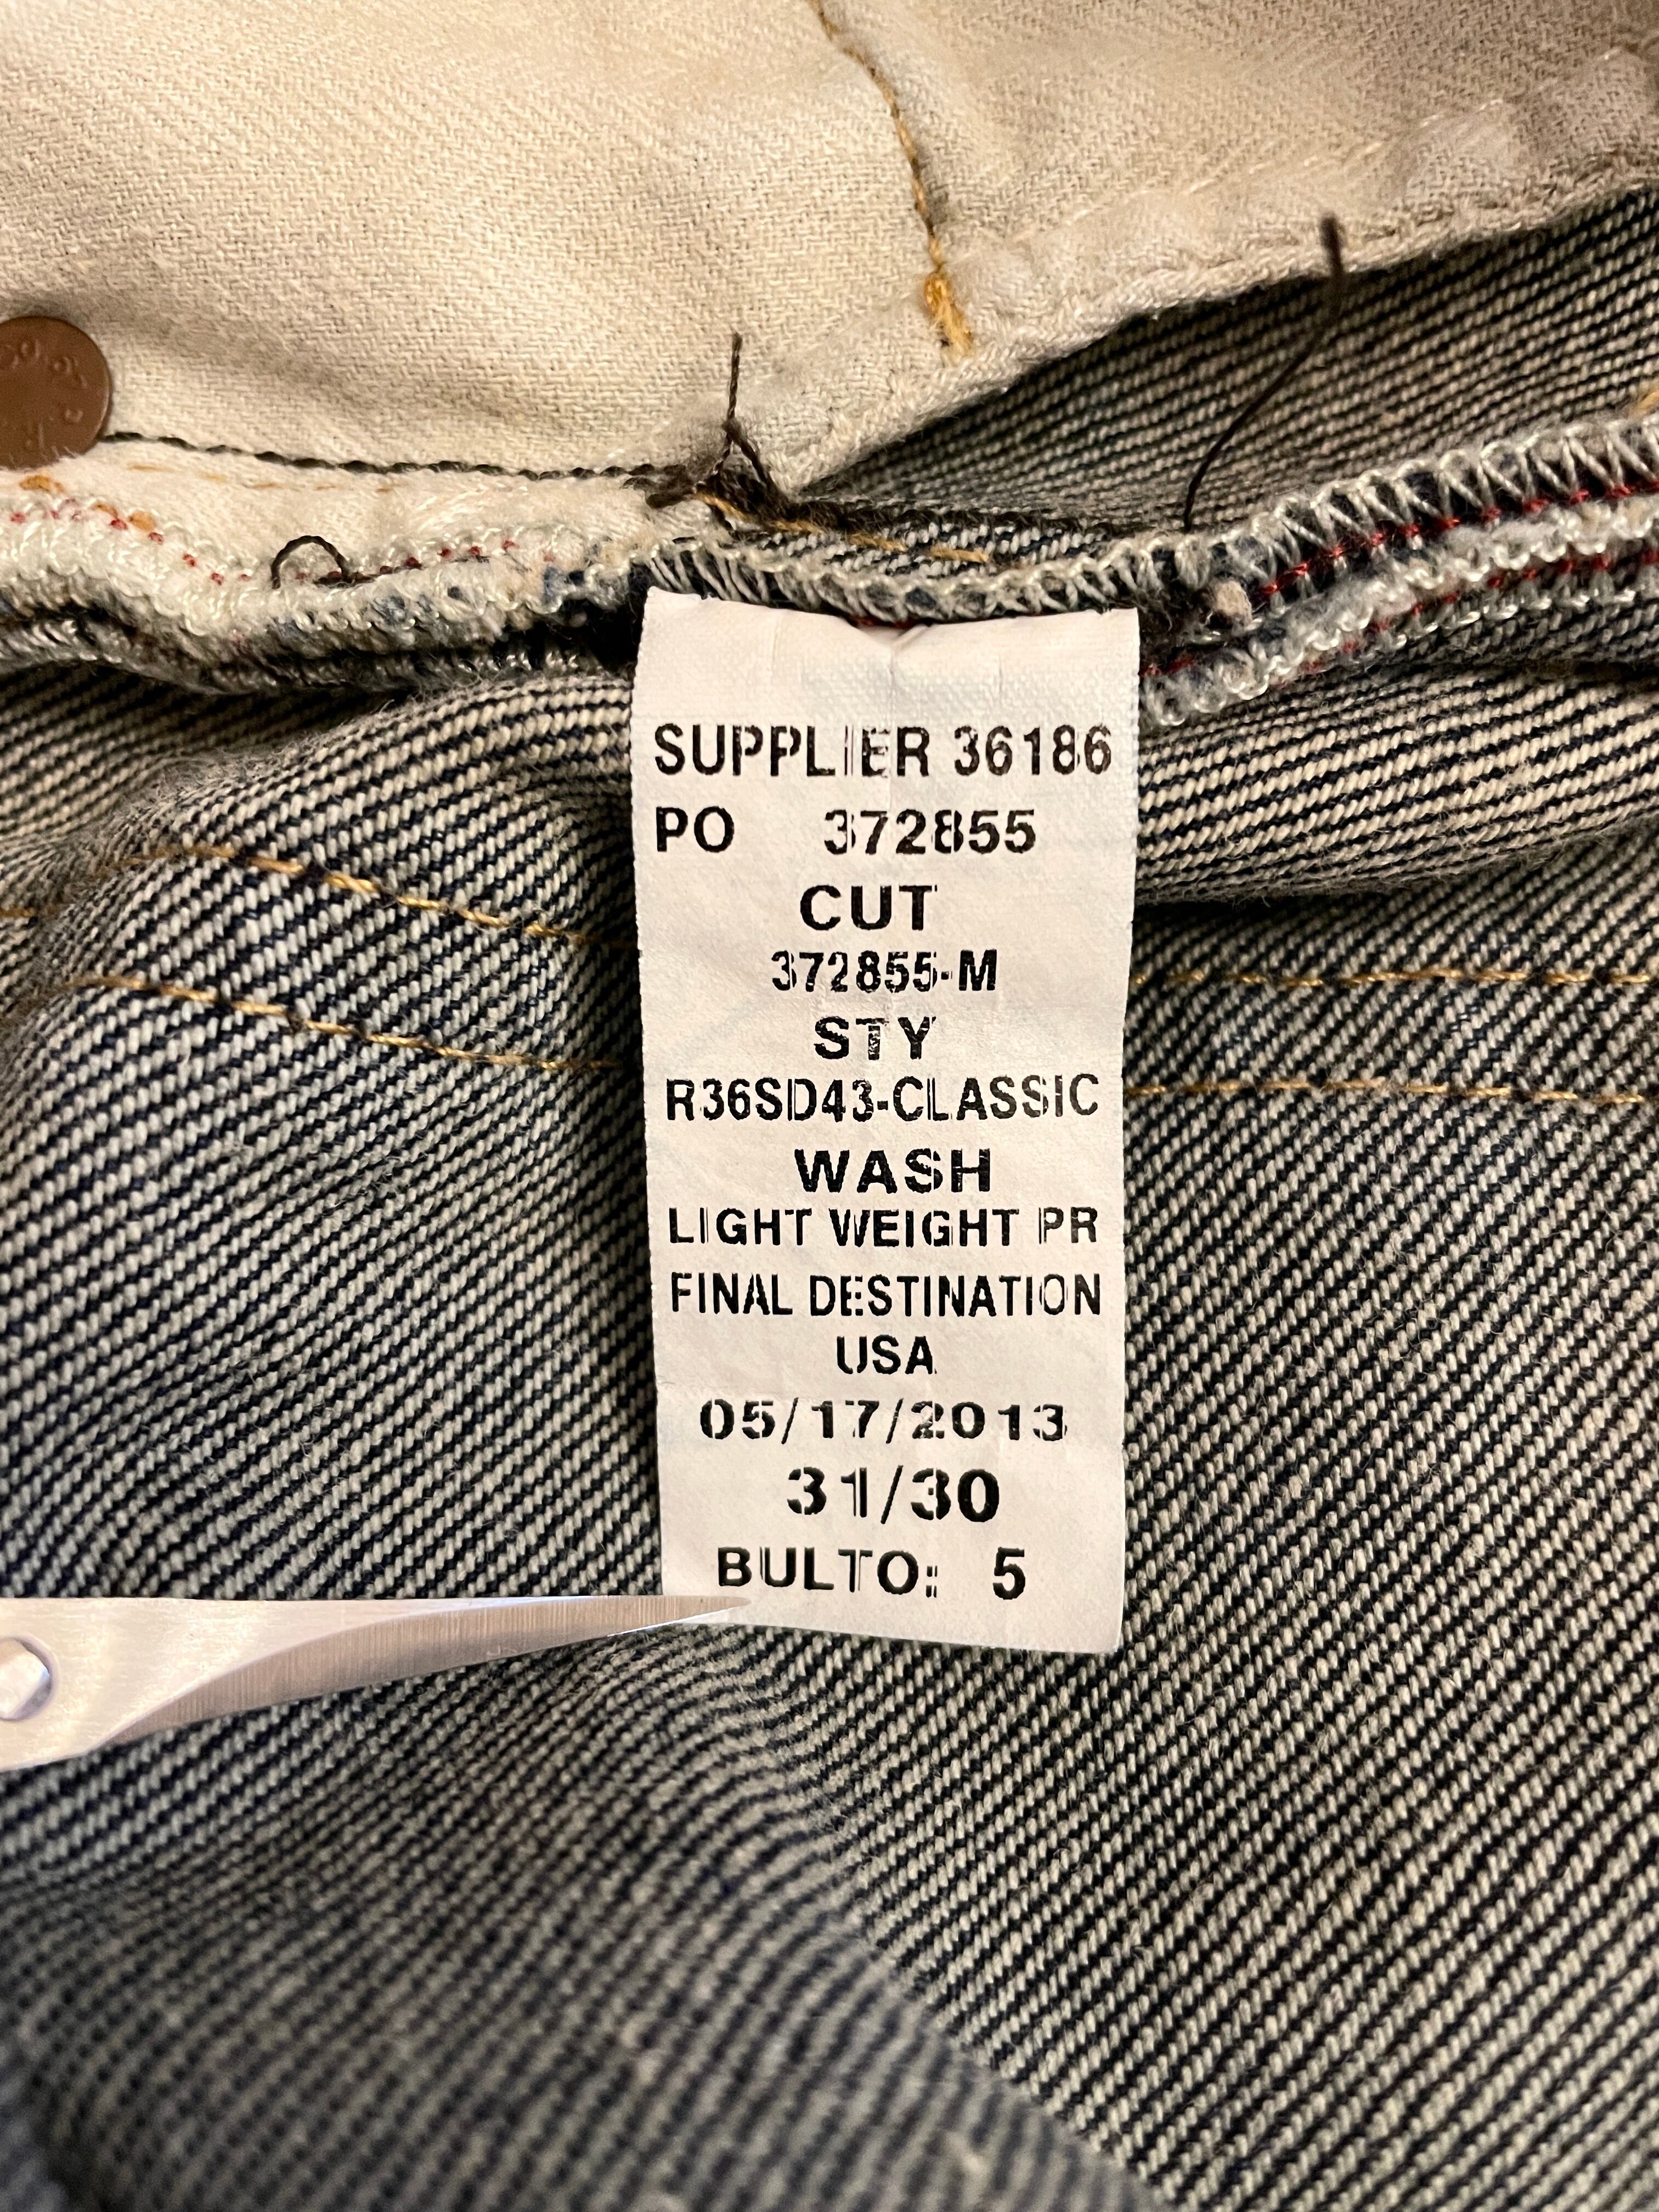 SUPPLIER 36186
PO 372855
CUT
372855-M
STY
R36SD43-CLASSIC
WASH
LIGHT WEIGHT PR
FINAL DESTINATION
USA
05/17/2013
31/30
BULTO: 5